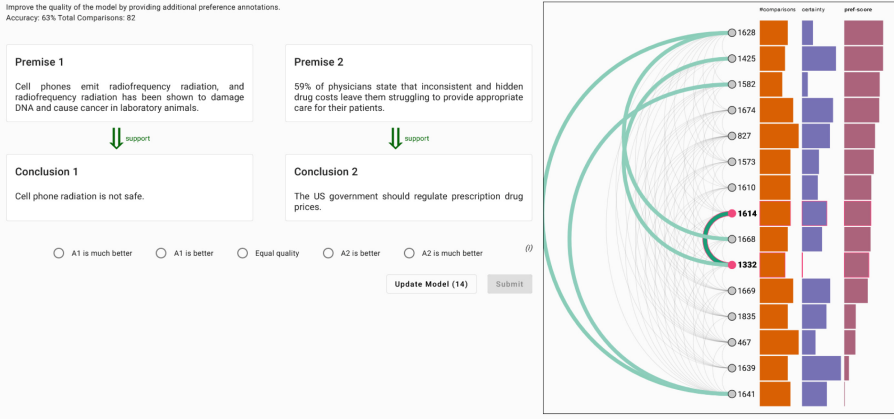 Improve the quality of the model by providing additional preference annotations.
Accuracy: 63% Total Comparisons: 82
Premise 1
Cell phones emit radiofrequency radiation, and
radiofrequency radiation has been shown to damage
DNA and cause cancer in laboratory animals.
support
Conclusion 1
Cell phone radiation is not safe.
Premise 2
59% of physicians state that inconsistent and hidden
drug costs leave them struggling to provide appropriate
care for their patients.
support
Conclusion 2
The US government should regulate prescription drug
prices.
A1 is much better
A1 is better
Equal quality
A2 is better
A2 is much better
(i)
Update Model (14)
Submit
#comparisons certainty pref-score
1628
1425
1582
1674
827
1573
1610
1614
1668
1332
1669
1835
467
1639
1641